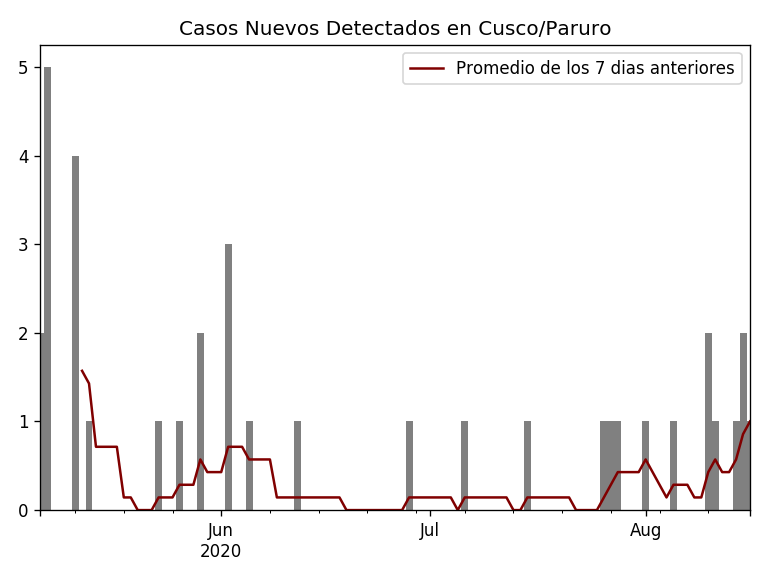 Casos Nuevos Detectados en Cusco/Paruro
Promedio de los 7 dias anteriores
5
4
3
2
1
0
Jun
2020
Jul
Aug